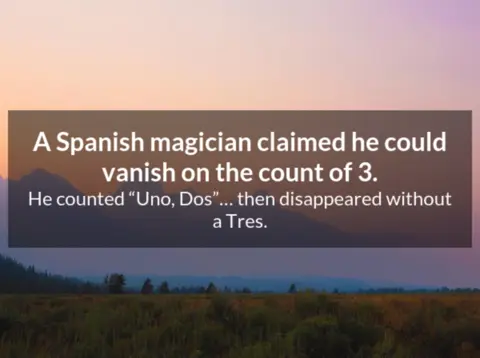 A Spanish magician claimed he could
vanish on the count of 3.
He counted “Uno, Dos”... then disappeared without
a Tres.